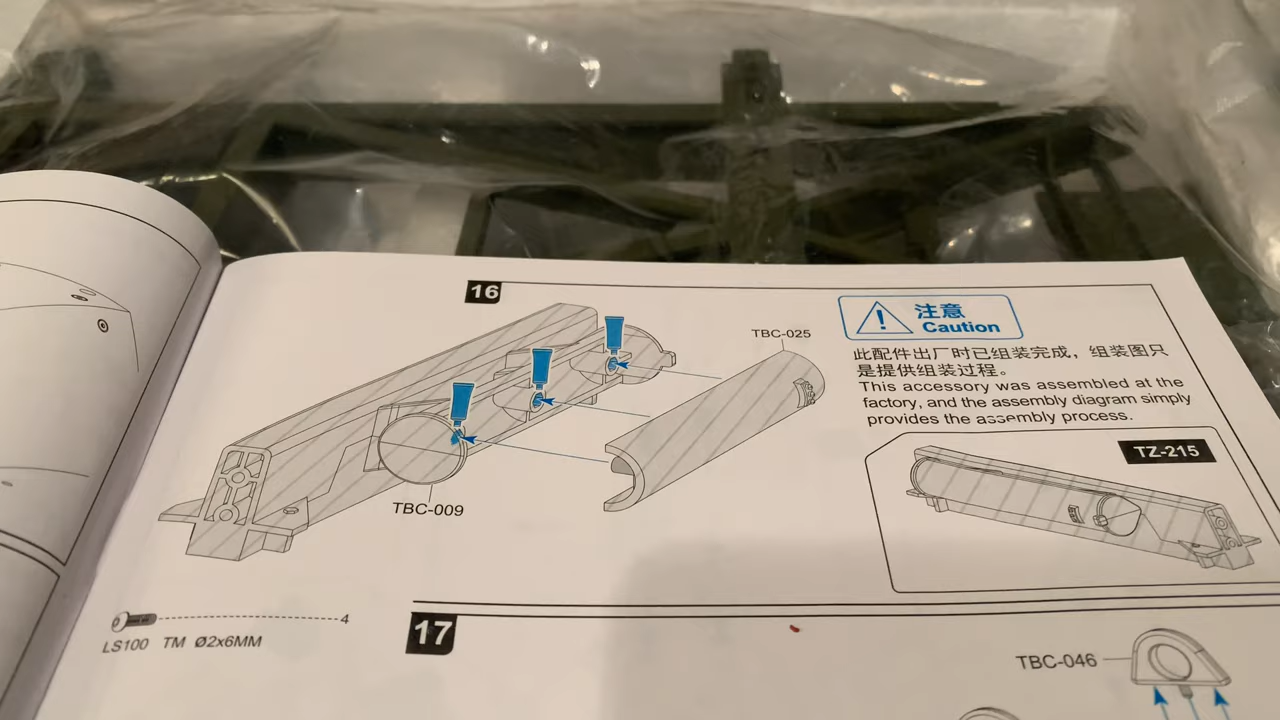 16
TBC-025
TBC-009
注意
Caution
此配件出厂时已组装完成，组装图只
是提供组装过程。
This accessory was assembled at the
factory, and the assembly diagram simply
provides the assembly process.
TZ-215
4
LS100 TM Ø2x6MM
17
TBC-046